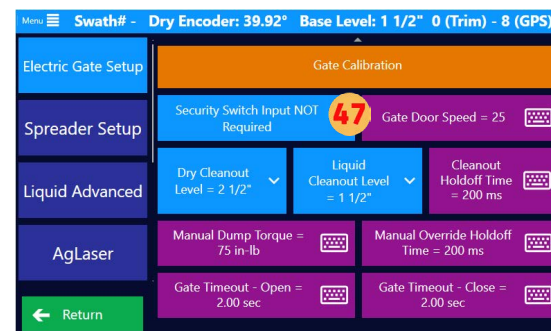 Menu Swath# - Dry Encoder: 39.92° Base Level: 1 1/2" 0 (Trim) - 8 (GPS)
Electric Gate Setup
Spreader Setup
Liquid Advanced
AgLaser
Return
Gate Calibration
Security Switch Input NOT
Required
47
Gate Door Speed = 25
Dry Cleanout
Level = 2 1/2"
Liquid
Cleanout Level
= 1 1/2"
Cleanout
Holdoff Time
= 200 ms
Manual Dump Torque =
75 in-lb
Manual Override Holdoff
Time = 200 ms
Gate Timeout - Open =
2.00 sec
Gate Timeout - Close =
2.00 sec